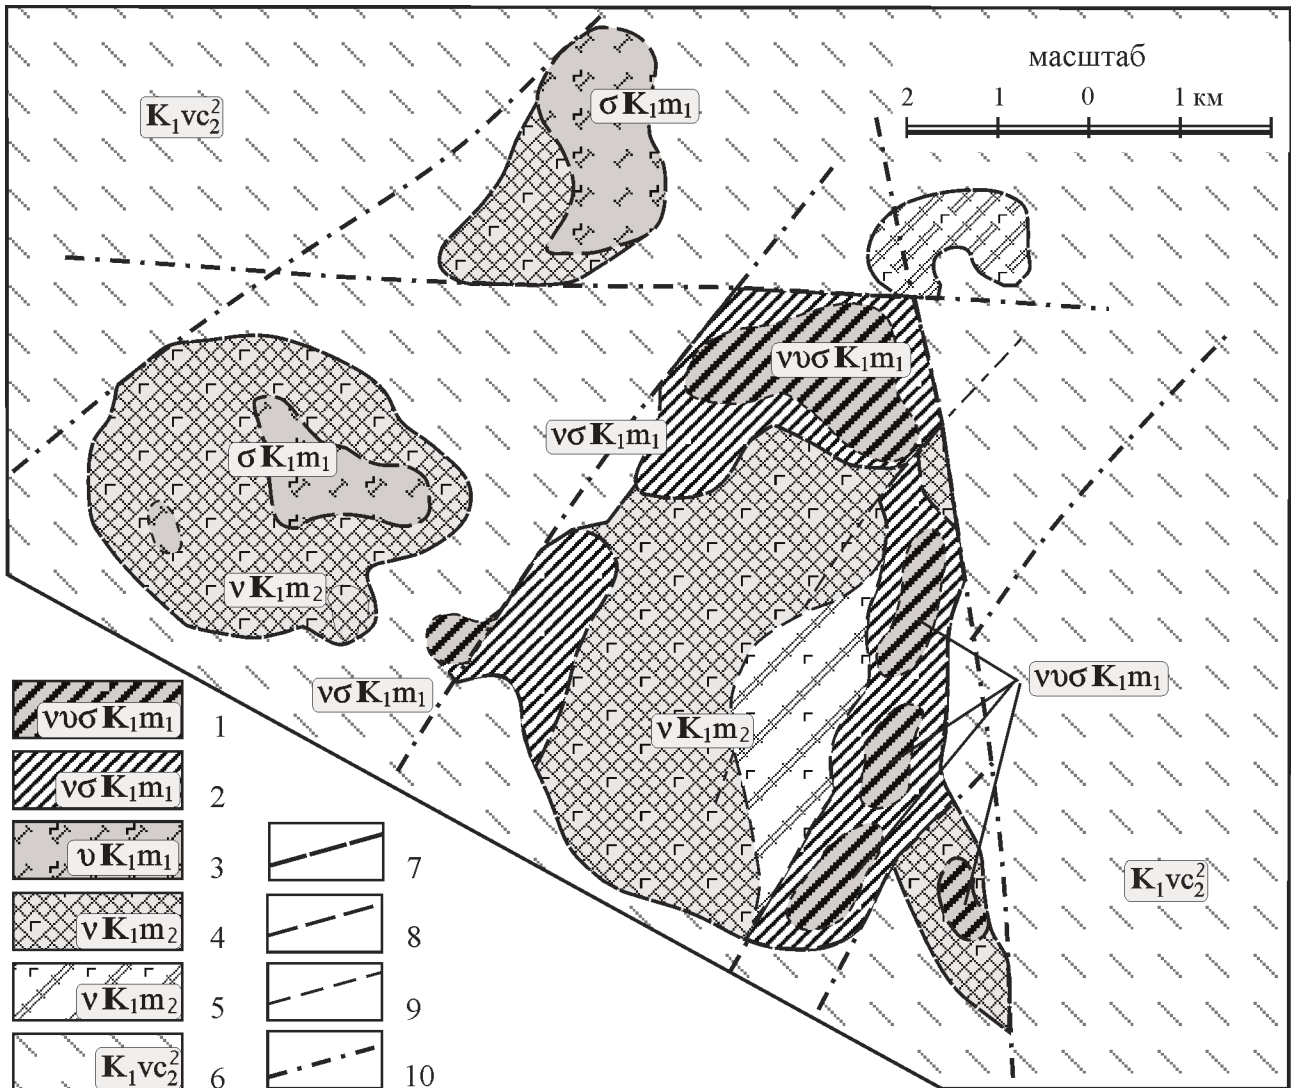 масштаб
2 1 0 1 км
K₁vc₂²
σK₁m₁
νυσK₁m₁
νσK₁m₁
σK₁m₁
νK₁m₂
νσK₁m₁
νυσK₁m₁
νK₁m₂
K₁vc₂²
νυσK₁m₁ 1
νσK₁m₁ 2
υK₁m₁ 3
νK₁m₂ 4
νK₁m₂ 5
K₁vc₂² 6
7
8
9
10